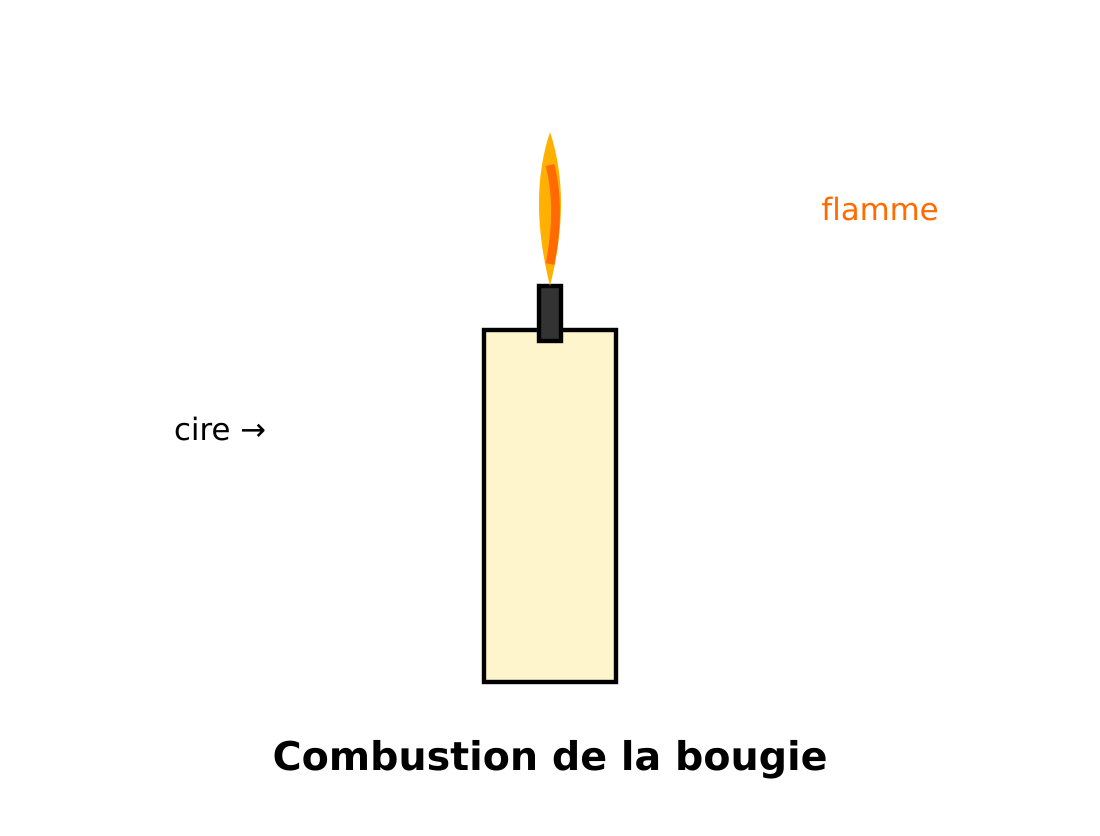 flamme
cire →
Combustion de la bougie